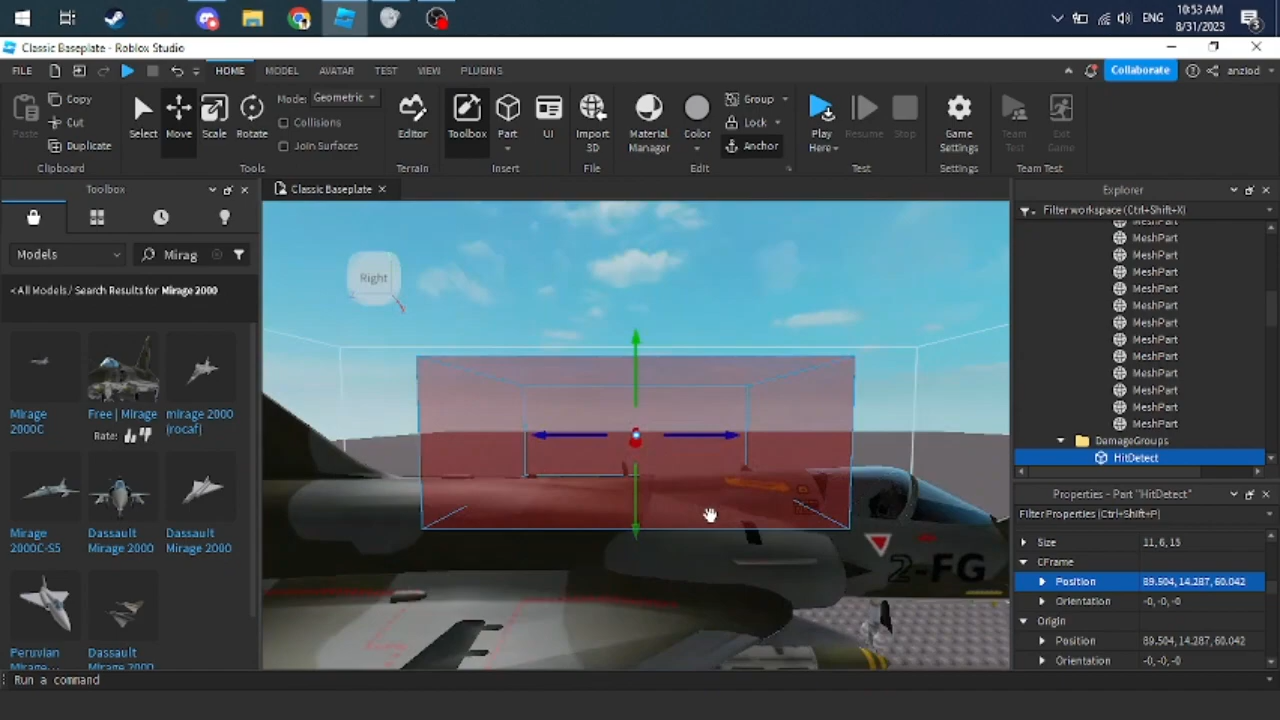 10:53 AM
ENG
8/31/2023
3
Classic Baseplate - Roblox Studio
FILE
HOME
MODEL
AVATAR
TEST
VIEW
PLUGINS
Collaborate
anziod
Paste
Copy
Cut
Duplicate
Clipboard
Select
Move
Scale
Rotate
Mode: Geometric
Collisions
Join Surfaces
Tools
Editor
Terrain
Toolbox
Part
UI
Insert
Import 3D
File
Material Manager
Color
Group
Lock
Anchor
Edit
Play Here
Resume
Stop
Test
Game Settings
Settings
Team Test
Exit Game
Team Test
Toolbox
Models
Mirag
<All Models / Search Results for Mirage 2000
Mirage 2000C
Free | Mirage
Rate:
mirage 2000 (rocaf)
Mirage 2000C-S5
Dassault Mirage 2000
Dassault Mirage 2000
Peruvian Mirage...
Dassault Mirage 2000
Classic Baseplate
Right
2-FG
Explorer
Filter workspace (Ctrl+Shift+X)
MeshPart
MeshPart
MeshPart
MeshPart
MeshPart
MeshPart
MeshPart
MeshPart
MeshPart
MeshPart
MeshPart
MeshPart
MeshPart
DamageGroups
HitDetect
Properties - Part "HitDetect"
Filter Properties (Ctrl+Shift+P)
Size 11, 6, 15
CFrame
Position 89.504, 14.287, 60.042
Orientation -0, -0, -0
Origin
Position 89.504, 14.287, 60.042
Orientation -0, -0, -0
Run a command